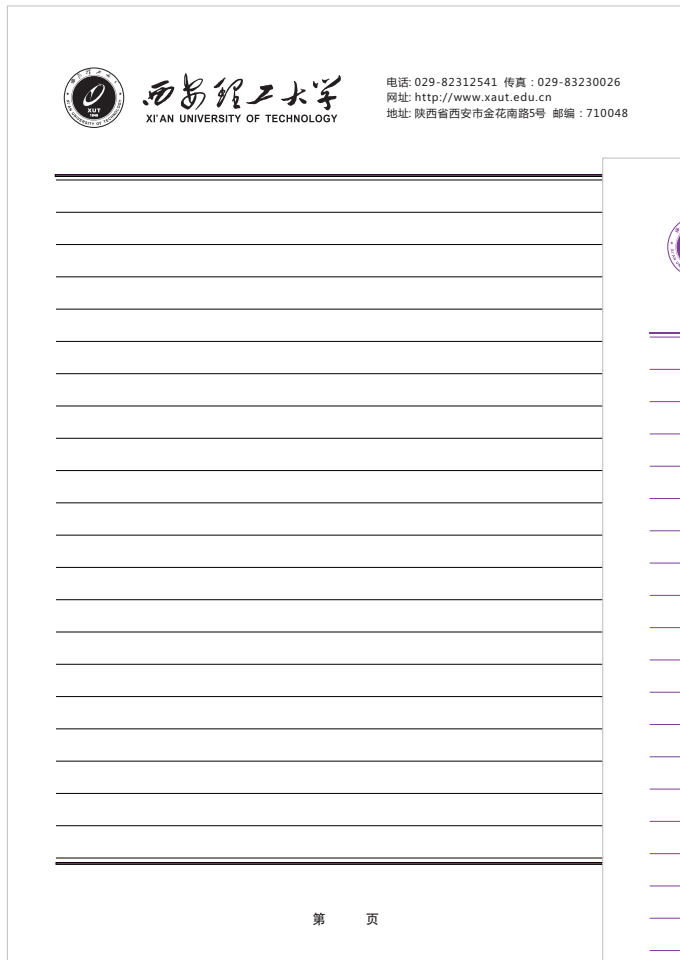 西安理工大学
XI'AN UNIVERSITY OF TECHNOLOGY
XUT
1949
电话: 029-82312541 传真：029-83230026
网址: http://www.xaut.edu.cn
地址: 陕西省西安市金花南路5号 邮编：710048
第 页